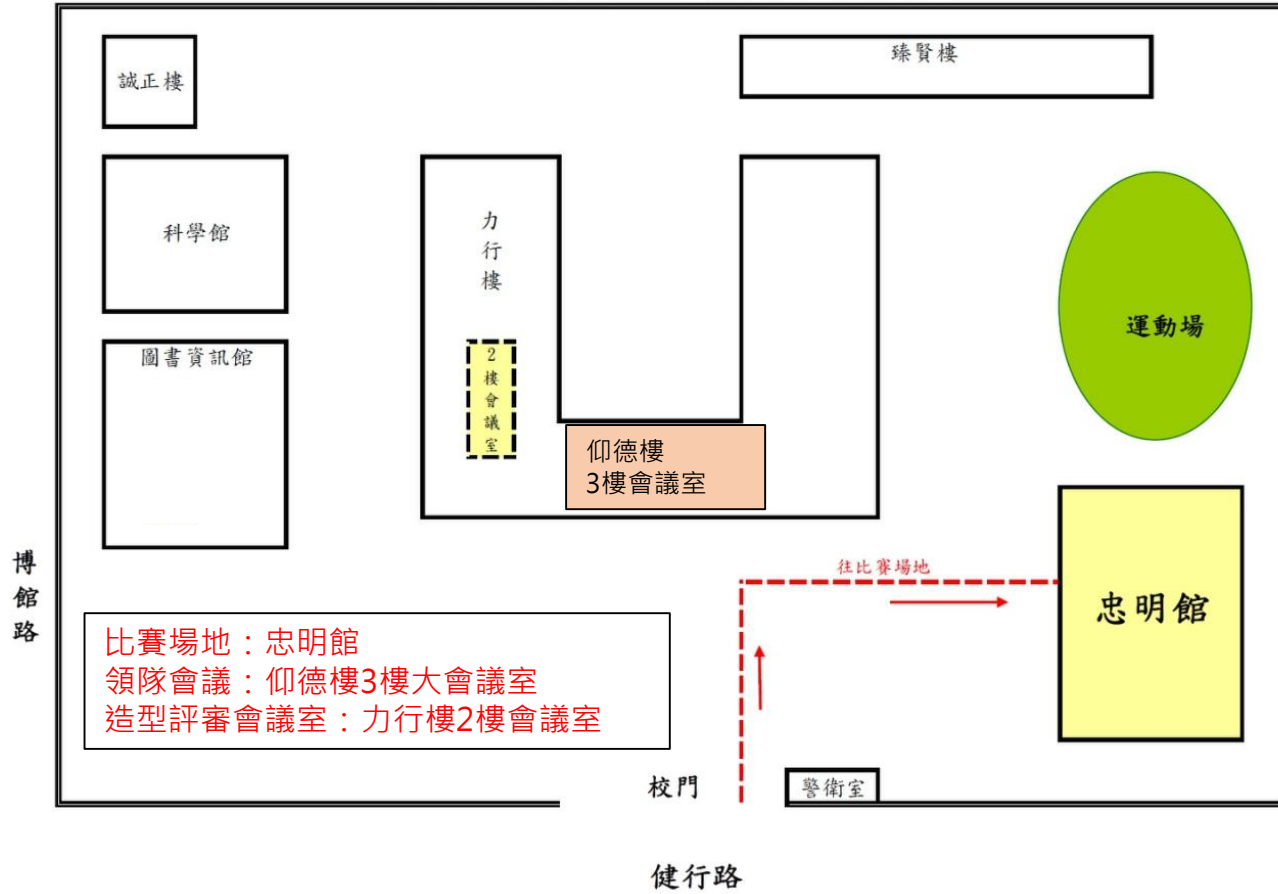 誠正樓
臻賢樓
科學館
力行樓
運動場
圖書資訊館
2樓會議室
仰德樓
3樓會議室
博館路
往比賽場地
忠明館
比賽場地：忠明館
領隊會議：仰德樓3樓大會議室
造型評審會議室：力行樓2樓會議室
校門
警衛室
健行路